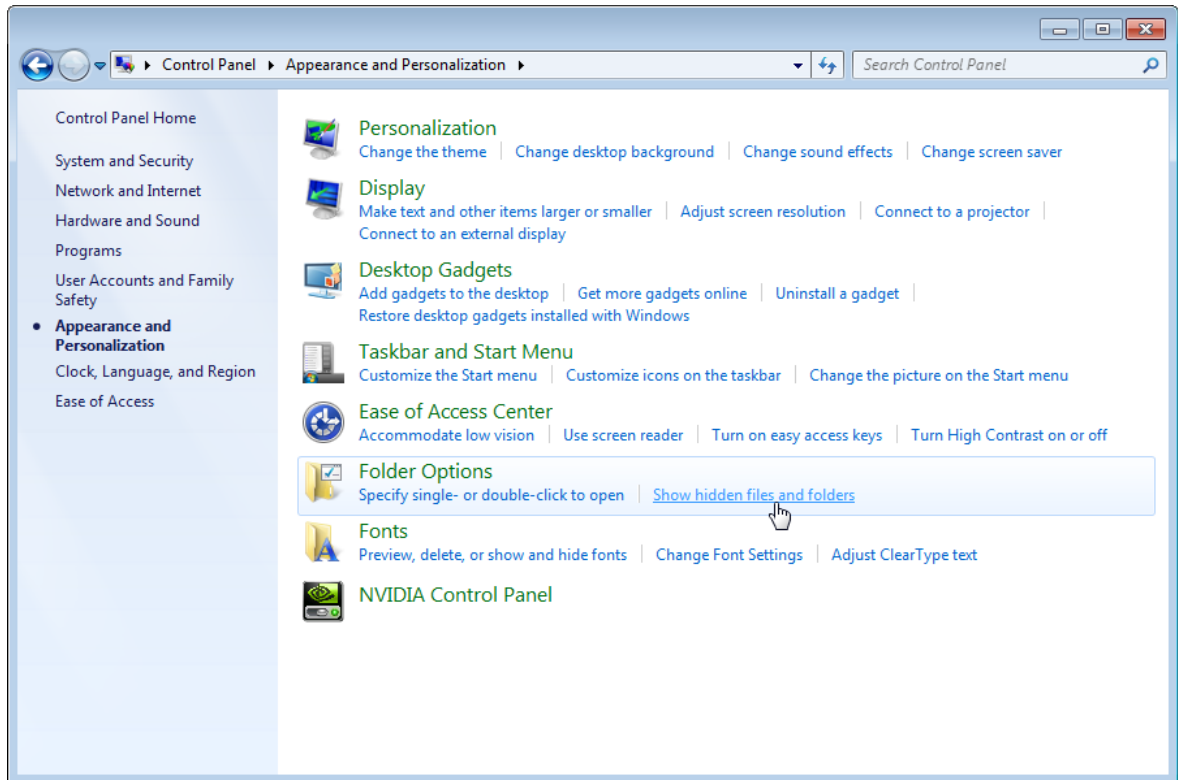 Control Panel Appearance and Personalization Search Control Panel
Control Panel Home
System and Security
Network and Internet
Hardware and Sound
Programs
User Accounts and Family
Safety
Appearance and
Personalization
Clock, Language, and Region
Ease of Access
Personalization
Change the theme Change desktop background Change sound effects Change screen saver
Display
Make text and other items larger or smaller Adjust screen resolution Connect to a projector
Connect to an external display
Desktop Gadgets
Add gadgets to the desktop Get more gadgets online Uninstall a gadget
Restore desktop gadgets installed with Windows
Taskbar and Start Menu
Customize the Start menu Customize icons on the taskbar Change the picture on the Start menu
Ease of Access Center
Accommodate low vision Use screen reader Turn on easy access keys Turn High Contrast on or off
Folder Options
Specify single- or double-click to open Show hidden files and folders
Fonts
Preview, delete, or show and hide fonts Change Font Settings Adjust ClearType text
NVIDIA Control Panel